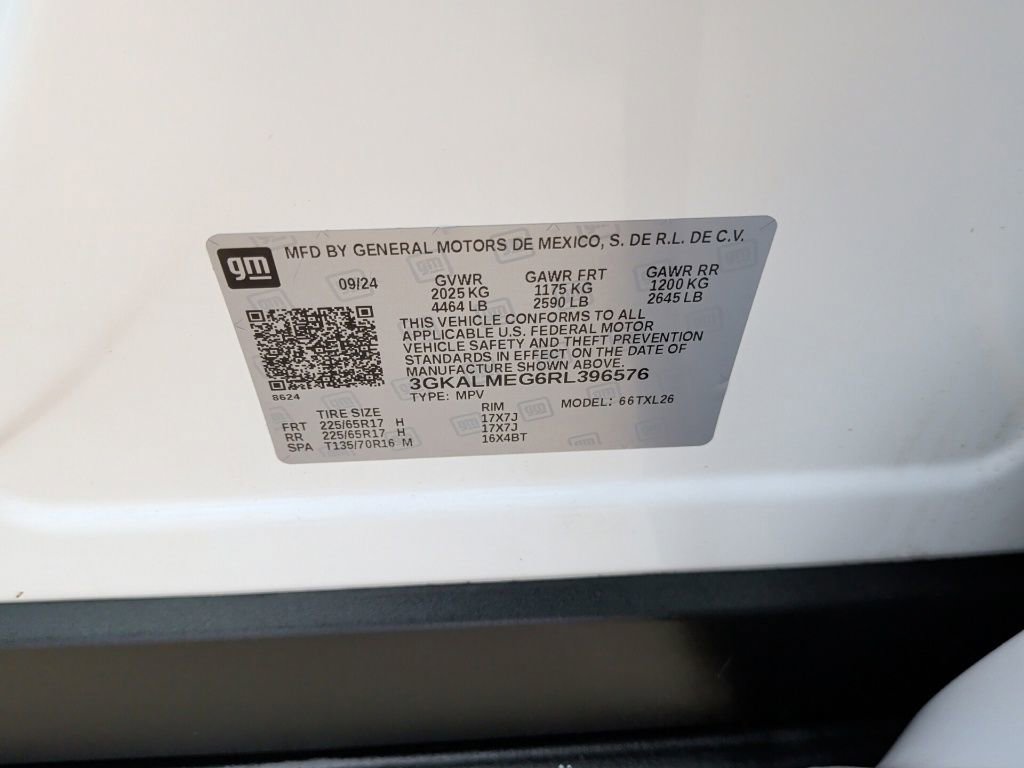 gm MFD BY GENERAL MOTORS DE MEXICO, S. DE R.L. DE C.V.
09/24 GVWR GAWR FRT GAWR RR
2025 KG 1175 KG 1200 KG
4464 LB 2590 LB 2645 LB
THIS VEHICLE CONFORMS TO ALL
APPLICABLE U.S. FEDERAL MOTOR
VEHICLE SAFETY AND THEFT PREVENTION
STANDARDS IN EFFECT ON THE DATE OF
MANUFACTURE SHOWN ABOVE.
3GKALMEG6RL396576
8624
TYPE: MPV MODEL: 66TXL26
TIRE SIZE RIM
FRT 225/65R17 H 17X7J
RR 225/65R17 H 17X7J
SPA T135/70R16 M 16X4BT